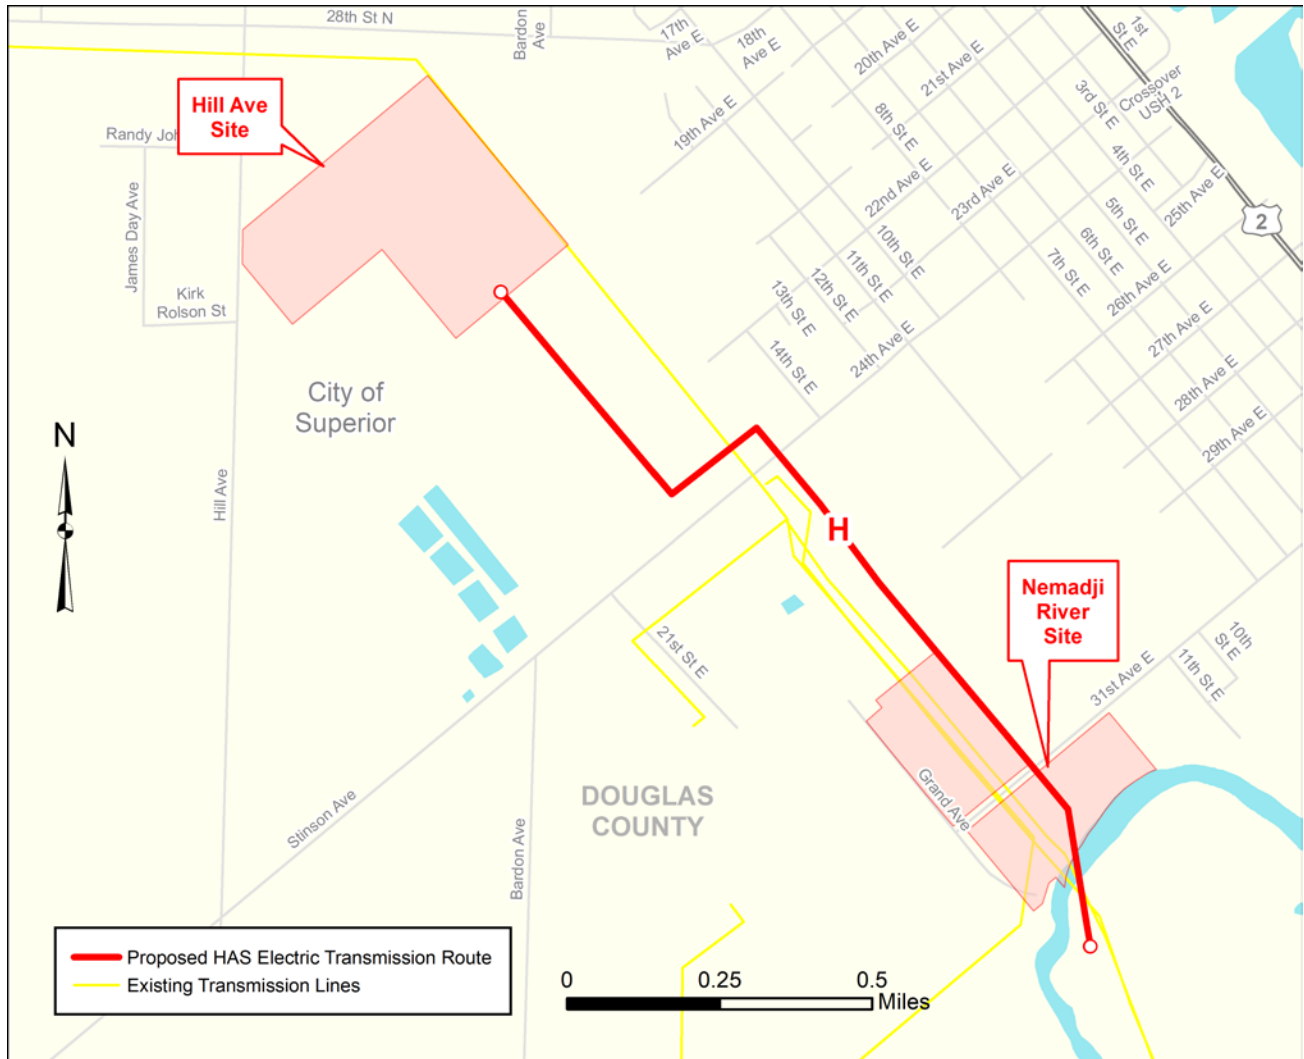 28th St N
Bardon
Ave
17th
Ave E
18th
Ave E
20th Ave E
21st Ave E
1st
St E
Crossover
USH 2
3rd St E
Hill Ave
Site
Randy Joh
19th Ave E
8th St E
4th St E
22nd Ave E
23rd Ave E
25th Ave E
2
James Day Ave
5th St E
6th St E
7th St E
10th St E
11th St E
12th St E
13th St E
26th Ave E
Kirk
Rolson St
27th Ave E
14th St E
24th Ave E
28th Ave E
City of
Superior
29th Ave E
N
Hill Ave
H
Nemadji
River
Site
21st St E
10th
St E
11th St E
31st Ave E
Grand Ave
DOUGLAS
COUNTY
Stinson Ave
Bardon Ave
Proposed HAS Electric Transmission Route
Existing Transmission Lines
0 0.25 0.5
Miles